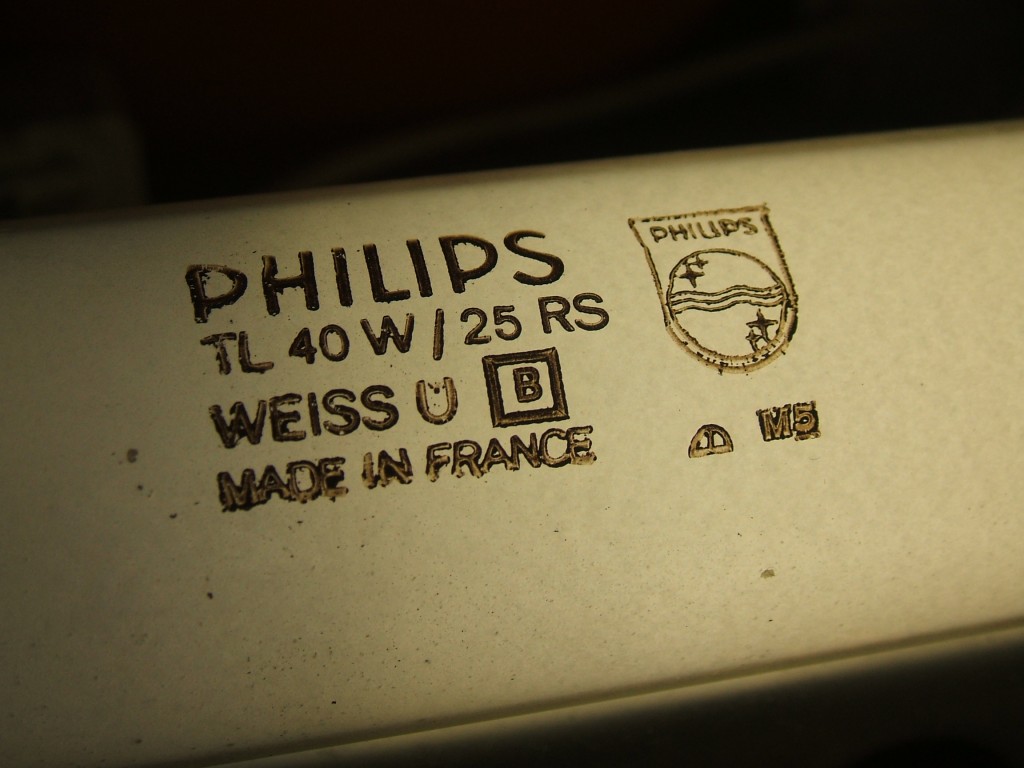 PHILIPS
TL 40 W / 25 RS
WEISS U B
MADE IN FRANCE
PHILIPS
M5